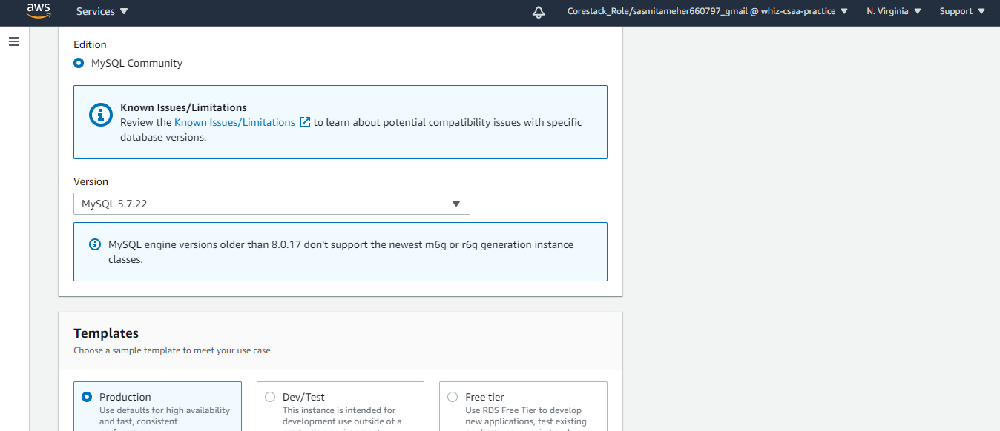 aws
Services
Corestack_Role/sasmitameher660797_gmail @ whiz-csaa-practice
N. Virginia
Support
Edition
MySQL Community
Known Issues/Limitations
Review the Known Issues/Limitations to learn about potential compatibility issues with specific
database versions.
Version
MySQL 5.7.22
MySQL engine versions older than 8.0.17 don't support the newest m6g or r6g generation instance
classes.
Templates
Choose a sample template to meet your use case.
Production
Use defaults for high availability
and fast, consistent
Dev/Test
This instance is intended for
development use outside of a
Free tier
Use RDS Free Tier to develop
new applications, test existing